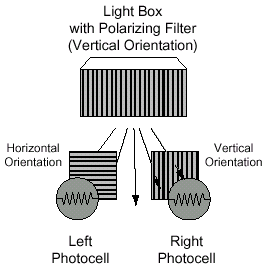 Light Box
with Polarizing Filter
(Vertical Orientation)
Horizontal
Orientation
Vertical
Orientation
Left
Photocell
Right
Photocell